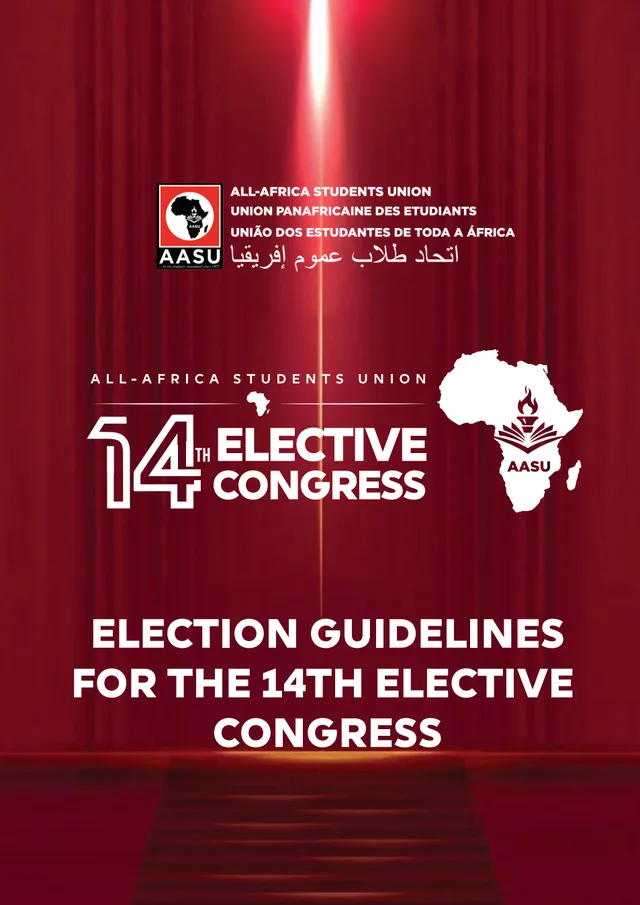 ALL-AFRICA STUDENTS UNION
UNION PANAFRICAINE DES ETUDIANTS
UNIÃO DOS ESTUDANTES DE TODA A ÁFRICA
اتحاد طلاب عموم إفريقيا
AASU
AASU
ALL-AFRICA STUDENTS UNION
14TH ELECTIVE
CONGRESS
AASU
ELECTION GUIDELINES
FOR THE 14TH ELECTIVE
CONGRESS